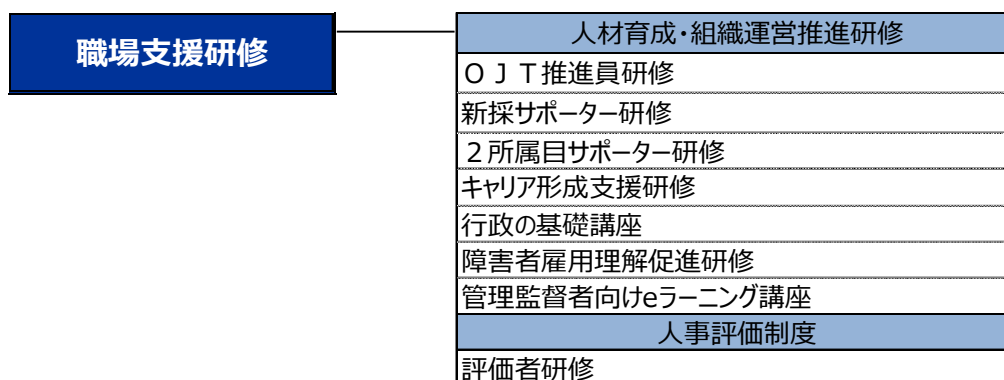 職場支援研修
人材育成・組織運営推進研修
ＯＪＴ推進員研修
新採サポーター研修
２所属目サポーター研修
キャリア形成支援研修
行政の基礎講座
障害者雇用理解促進研修
管理監督者向けeラーニング講座
人事評価制度
評価者研修